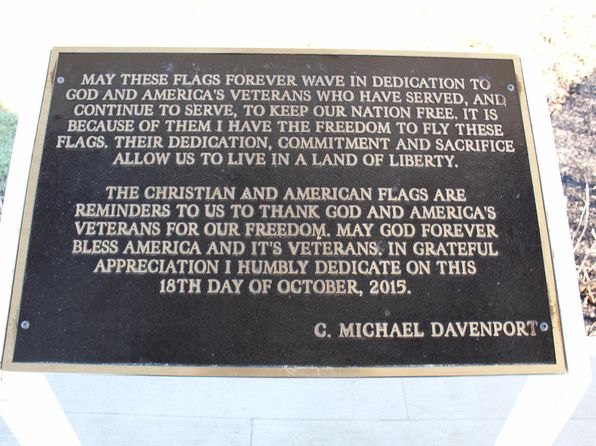 MAY THESE FLAGS FOREVER WAVE IN DEDICATION TO
GOD AND AMERICA'S VETERANS WHO HAVE SERVED, AND
CONTINUE TO SERVE, TO KEEP OUR NATION FREE. IT IS
BECAUSE OF THEM I HAVE THE FREEDOM TO FLY THESE
FLAGS. THEIR DEDICATION, COMMITMENT AND SACRIFICE
ALLOW US TO LIVE IN A LAND OF LIBERTY.
THE CHRISTIAN AND AMERICAN FLAGS ARE
REMINDERS TO US TO THANK GOD AND AMERICA'S
VETERANS FOR OUR FREEDOM. MAY GOD FOREVER
BLESS AMERICA AND IT'S VETERANS. IN GRATEFUL
APPRECIATION I HUMBLY DEDICATE ON THIS
18TH DAY OF OCTOBER, 2015.
C. MICHAEL DAVENPORT